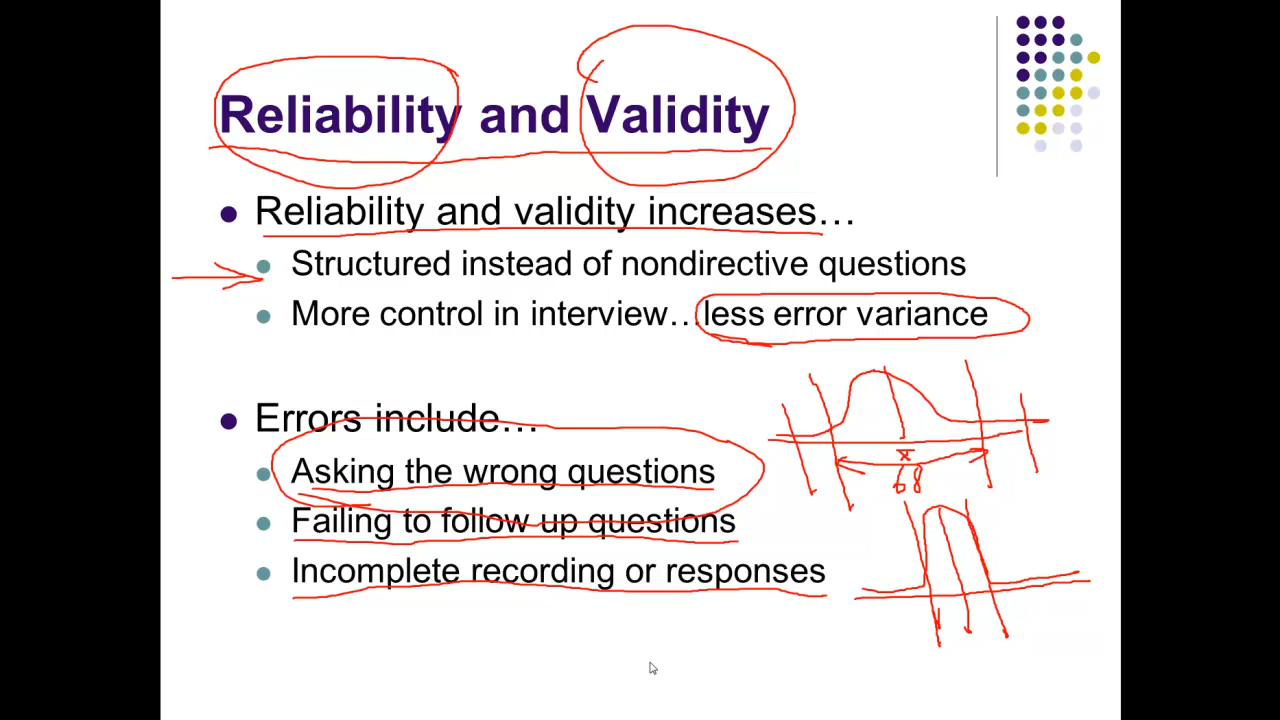 Reliability and Validity
Reliability and validity increases…
Structured instead of nondirective questions
More control in interview…less error variance
Errors include…
Asking the wrong questions
Failing to follow up questions
Incomplete recording or responses
x
68